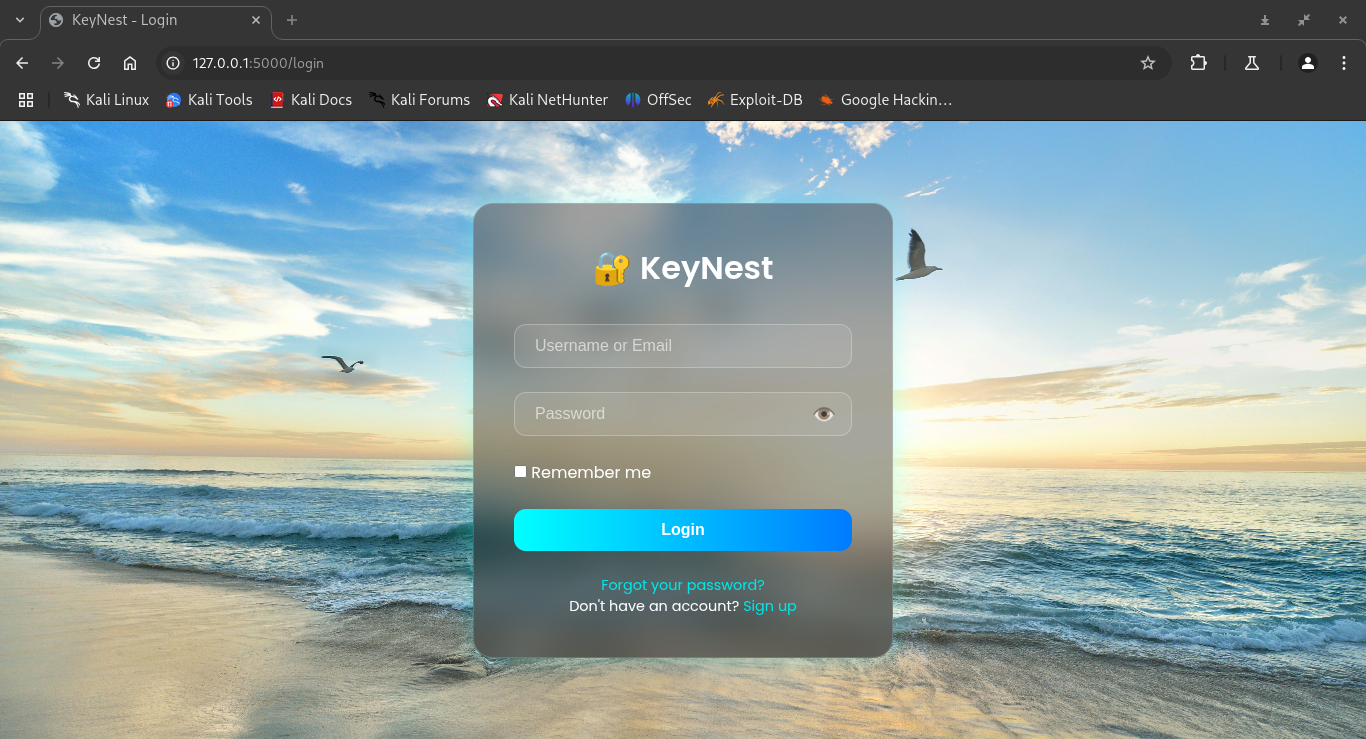 KeyNest - Login
127.0.0.1:5000/login
Kali Linux Kali Tools Kali Docs Kali Forums Kali NetHunter OffSec Exploit-DB Google Hackin…
🔐 KeyNest
Username or Email
Password
Remember me
Login
Forgot your password?
Don't have an account? Sign up